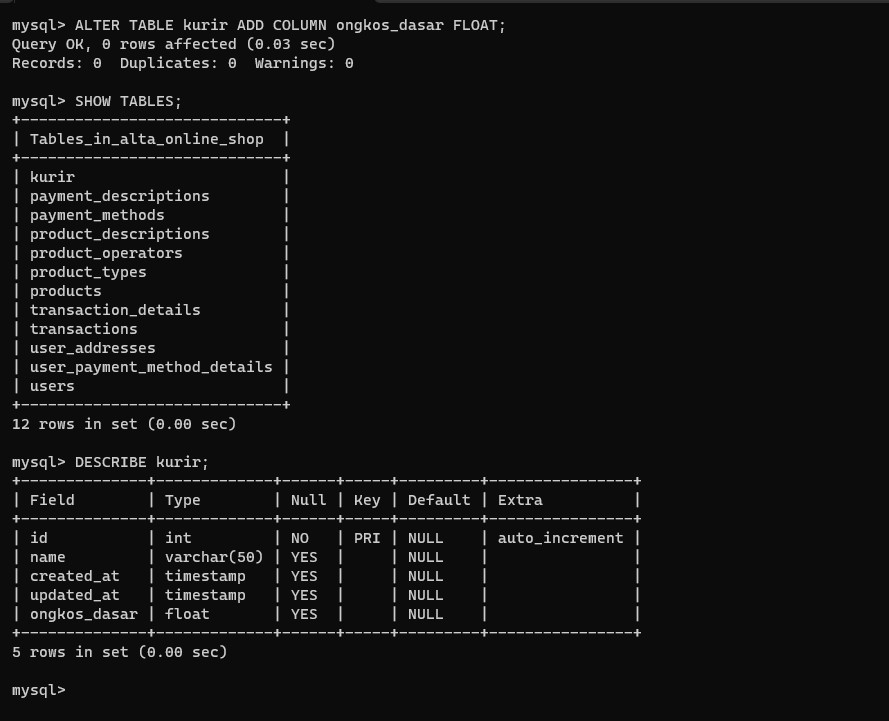 mysql> ALTER TABLE kurir ADD COLUMN ongkos_dasar FLOAT;
Query OK, 0 rows affected (0.03 sec)
Records: 0  Duplicates: 0  Warnings: 0
mysql> SHOW TABLES;
+-----------------------------+
| Tables_in_alta_online_shop  |
+-----------------------------+
| kurir                       |
| payment_descriptions        |
| payment_methods             |
| product_descriptions        |
| product_operators           |
| product_types               |
| products                    |
| transaction_details         |
| transactions                |
| user_addresses              |
| user_payment_method_details |
| users                       |
+-----------------------------+
12 rows in set (0.00 sec)
mysql> DESCRIBE kurir;
+--------------+-------------+------+-----+---------+----------------+
| Field        | Type        | Null | Key | Default | Extra          |
+--------------+-------------+------+-----+---------+----------------+
| id           | int         | NO   | PRI | NULL    | auto_increment |
| name         | varchar(50) | YES  |     | NULL    |                |
| created_at   | timestamp   | YES  |     | NULL    |                |
| updated_at   | timestamp   | YES  |     | NULL    |                |
| ongkos_dasar | float       | YES  |     | NULL    |                |
+--------------+-------------+------+-----+---------+----------------+
5 rows in set (0.00 sec)
mysql>